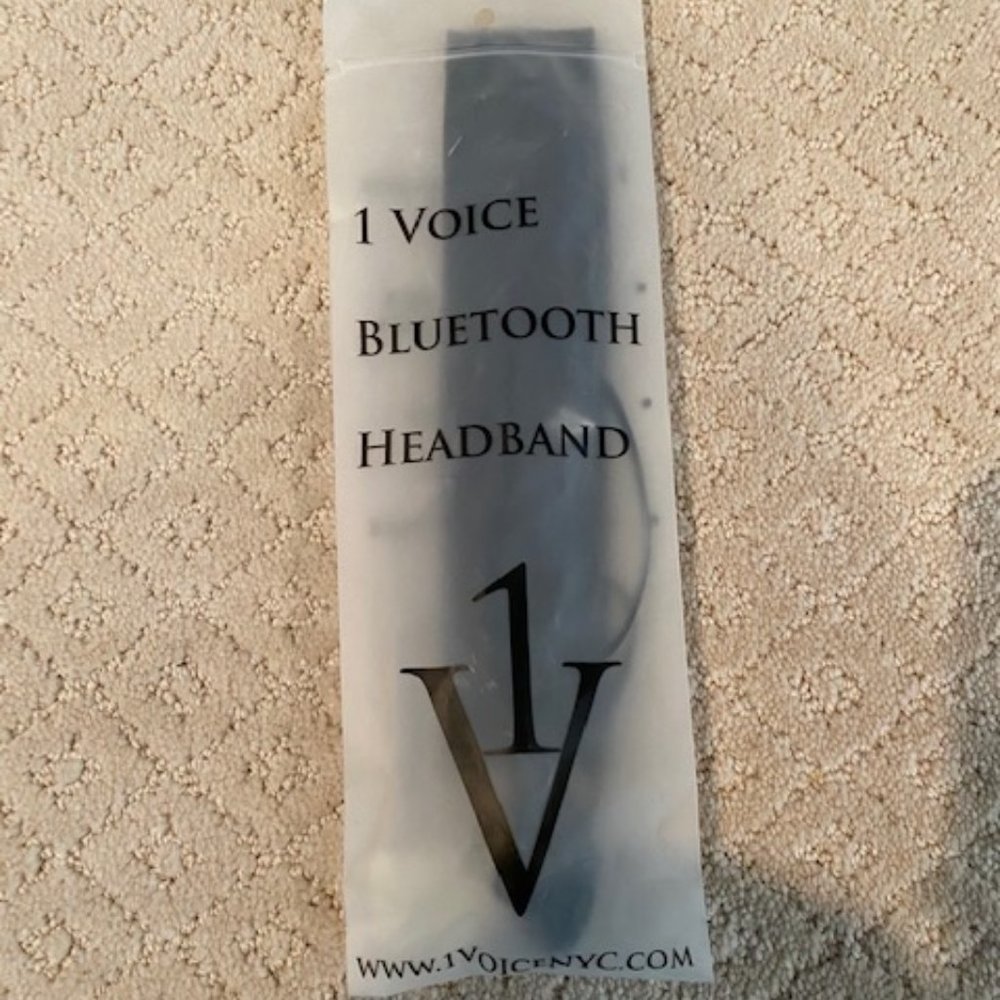 1 VOICE
BLUETOOTH
HEADBAND
1
V
WWW.1VOICENYC.COM